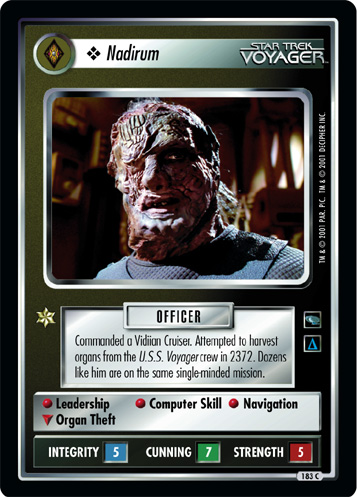 ❖ Nadirum
STAR TREK
VOYAGER™
TM & © 2001 PAR. PIC. TM & © 2001 DECIPHER INC.
OFFICER
Commanded a Vidiian Cruiser. Attempted to harvest
organs from the U.S.S. Voyager crew in 2372. Dozens
like him are on the same single-minded mission.
Leadership Computer Skill Navigation
Organ Theft
INTEGRITY 5 CUNNING 7 STRENGTH 5
183 C